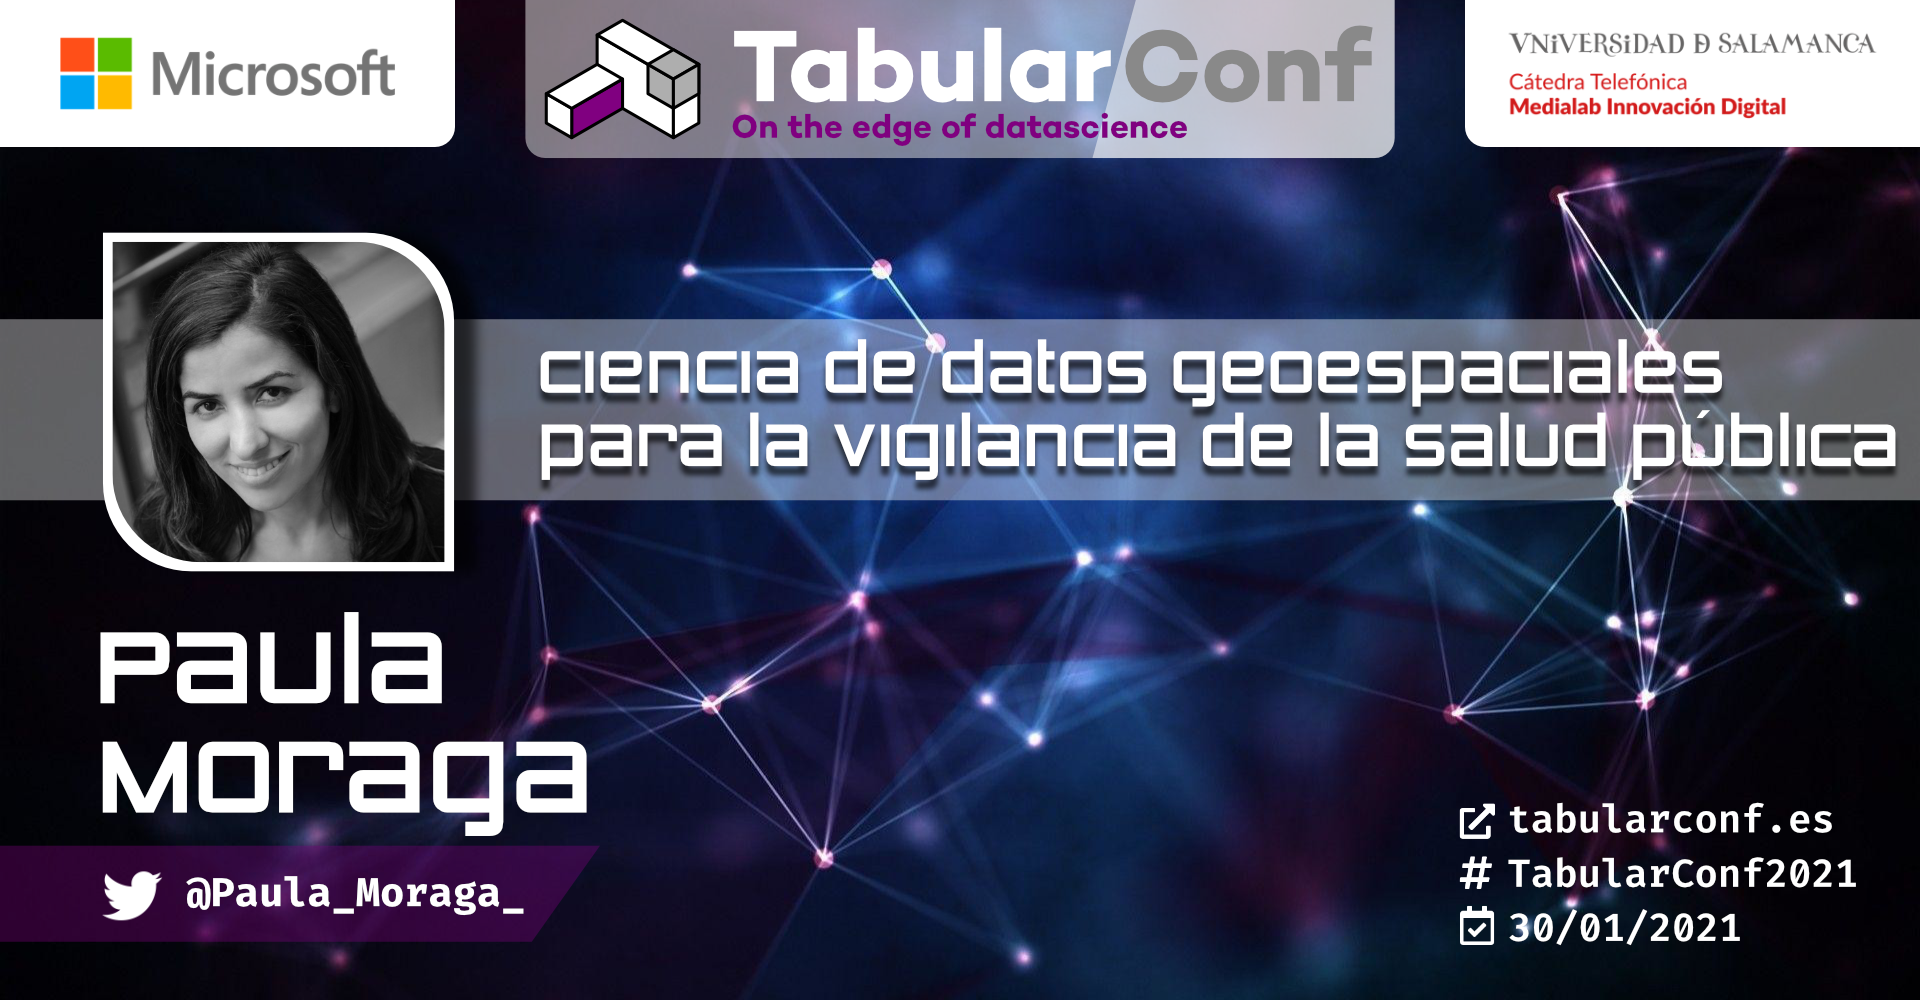 Microsoft
TabularConf
On the edge of datascience
VNiVERSiDAD Ð SALAMANCA
Cátedra Telefónica
Medialab Innovación Digital
ciencia de datos geoespaciales
para la vigilancia de la salud pública
Paula
Moraga
@Paula_Moraga_
tabularconf.es
# TabularConf2021
30/01/2021